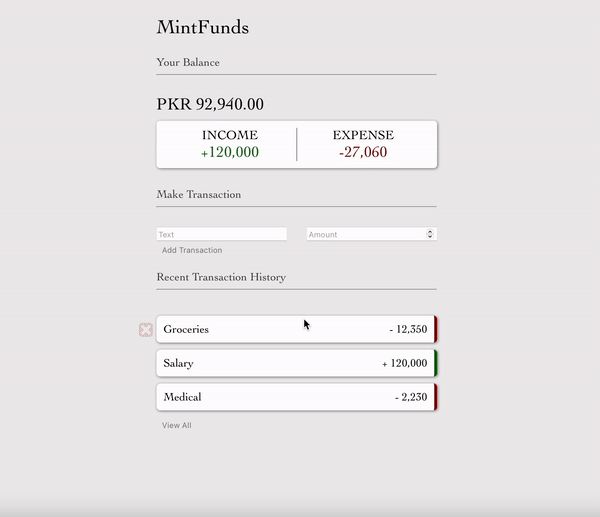 MintFunds
Your Balance
PKR 92,940.00
INCOME EXPENSE
+120,000 -27,060
Make Transaction
Text Amount
Add Transaction
Recent Transaction History
Groceries - 12,350
Salary + 120,000
Medical - 2,230
View All